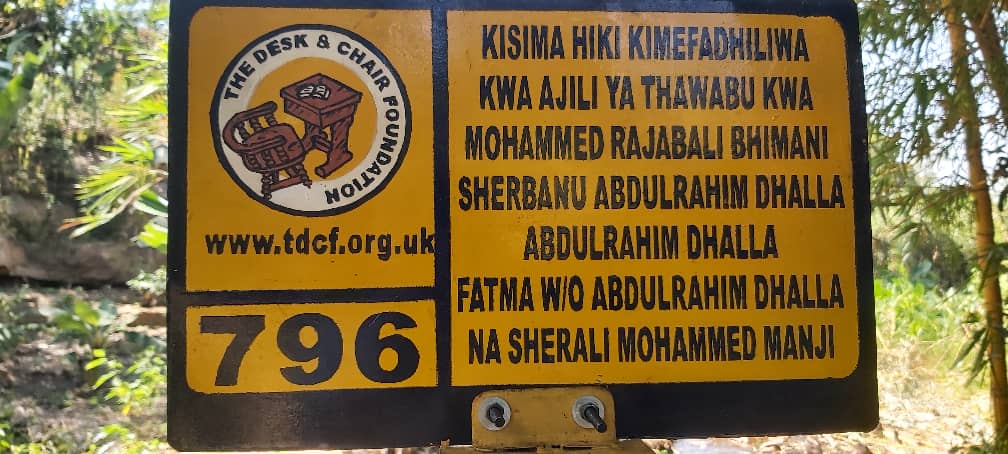 THE DESK & CHAIR FOUNDATION
www.tdcf.org.uk
796
KISIMA HIKI KIMEFADHILIWA
KWA AJILI YA THAWABU KWA
MOHAMMED RAJABALI BHIMANI
SHERBANU ABDULRAHIM DHALLA
ABDULRAHIM DHALLA
FATMA W/O ABDULRAHIM DHALLA
NA SHERALI MOHAMMED MANJI